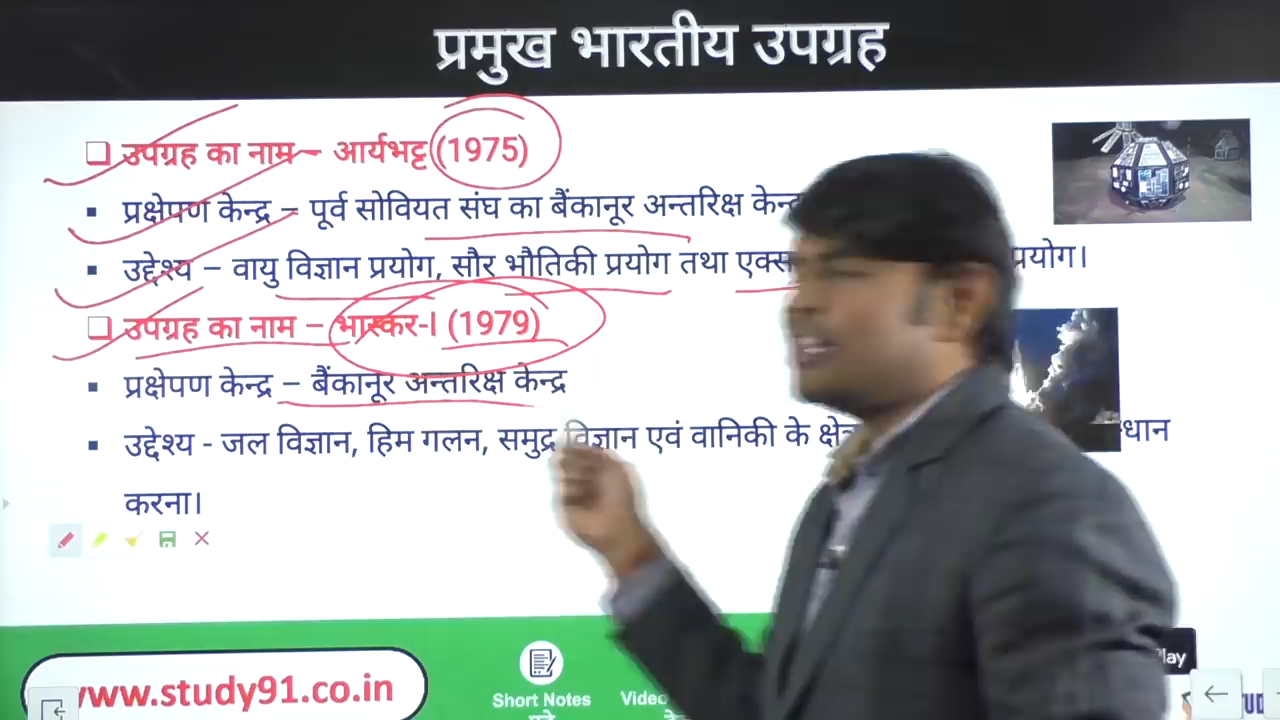 प्रमुख भारतीय उपग्रह
उपग्रह का नाम – आर्यभट्ट (1975)
प्रक्षेपण केन्द्र – पूर्व सोवियत संघ का बैंकानूर अन्तरिक्ष
उद्देश्य – वायु विज्ञान प्रयोग, सौर भौतिकी प्रयोग तथा प्रयोग।
उपग्रह का नाम – भास्कर-I (1979)
प्रक्षेपण केन्द्र – बैंकानूर अन्तरिक्ष केन्द्र
उद्देश्य - जल विज्ञान, हिम गलन, समुद्र विज्ञान एवं वानिकी के
करना।
www.study91.co.in
Short Notes